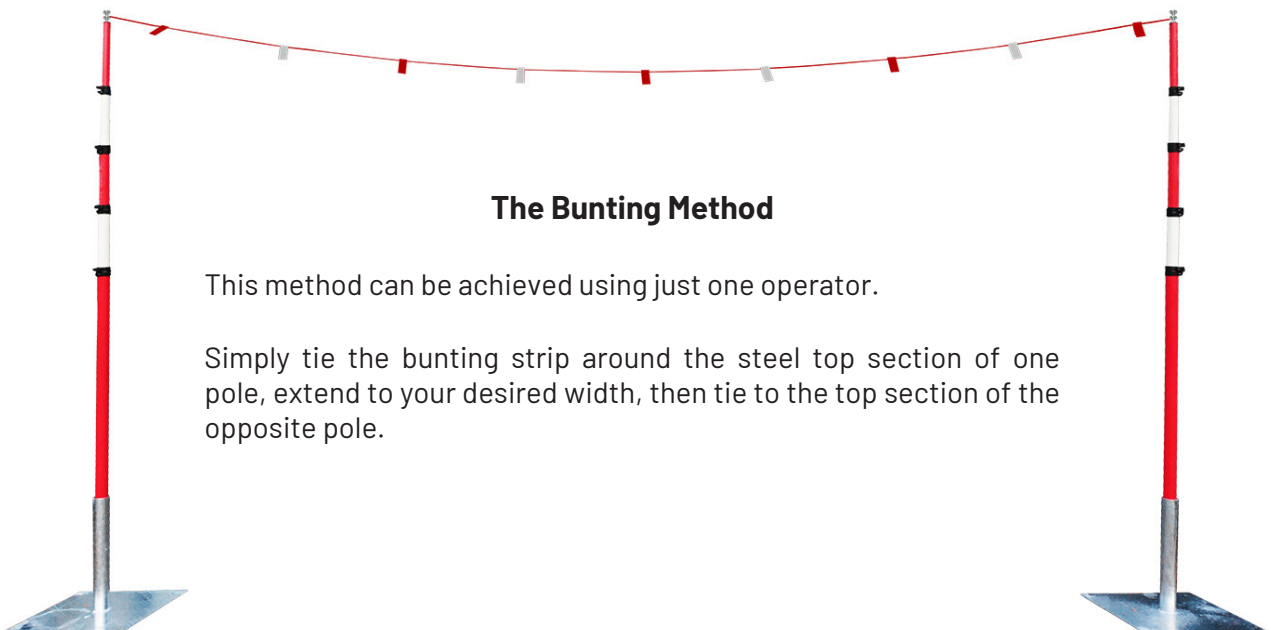 The Bunting Method
This method can be achieved using just one operator.
Simply tie the bunting strip around the steel top section of one
pole, extend to your desired width, then tie to the top section of the
opposite pole.